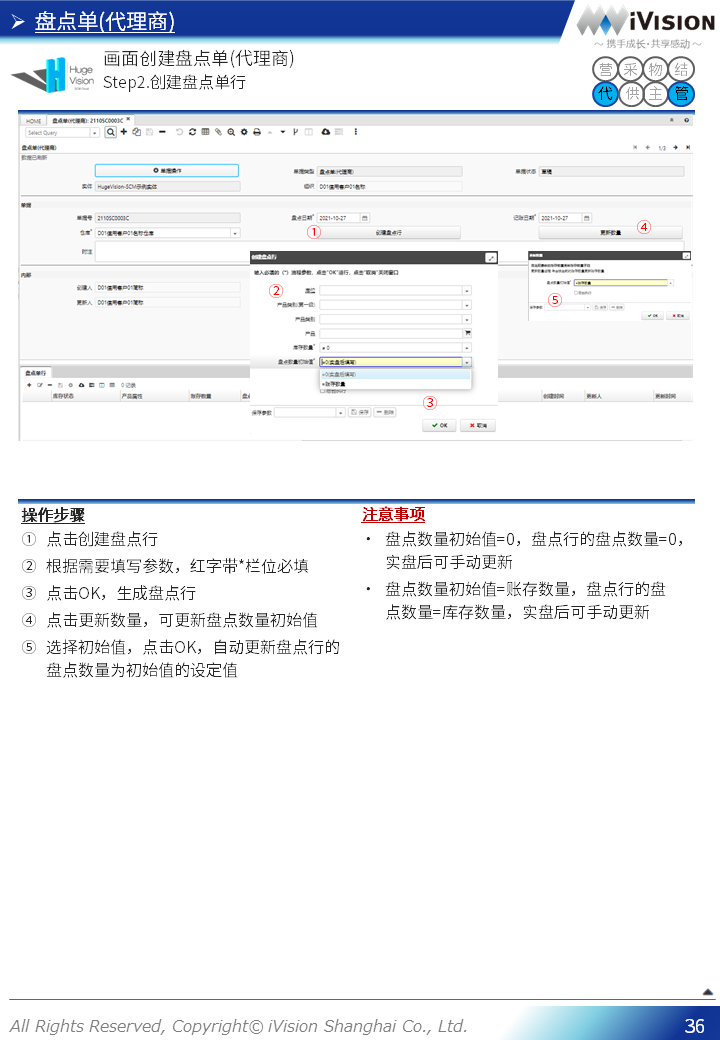 盘点单(代理商)
iVision
～ 携手成长·共享感动 ～
Huge
Vision
画面创建盘点单(代理商)
Step2.创建盘点单行
营 采 物 结
代 供 主 管
HOME 盘点单(代理商): 2110SC0003C
Select Query
盘点单(代理商)
1/3
数据已刷新
单据操作 单据类型 盘点单(代理商) 单据状态 草稿
实体 HugeVision-SCM示例实体 组织 D01信用客户01名称
单据
单据号 2110SC0003C 盘点日期* 2021-10-27 记账日期* 2021-10-27
仓库* D01信用客户01名称仓库 ① 创建盘点行 ④ 更新数量
附注
内部
创建人 D01信用客户01简称
更新人 D01信用客户01简称
创建盘点行
输入必填的（*）流程参数，点击“OK”运行，点击“取消”关闭窗口
②
产品类别(第一级)
产品类别
产品
库存数量* ≠ 0
盘点数量初始值* =0(实盘后填写)
=0(实盘后填写)
=账存数量
③
保存参数 保存 删除
OK 取消
更新数量
盘点数量初始值* =账存数量
⑤
OK 取消
盘点单行
0 记录
库存状态 产品属性 账存数量 创建时间 更新人 更新时间
操作步骤
① 点击创建盘点行
② 根据需要填写参数，红字带*栏位必填
③ 点击OK，生成盘点行
④ 点击更新数量，可更新盘点数量初始值
⑤ 选择初始值，点击OK，自动更新盘点行的
盘点数量为初始值的设定值
注意事项
• 盘点数量初始值=0，盘点行的盘点数量=0，
实盘后可手动更新
• 盘点数量初始值=账存数量，盘点行的盘
点数量=库存数量，实盘后可手动更新
All Rights Reserved, Copyright© iVision Shanghai Co., Ltd.
36